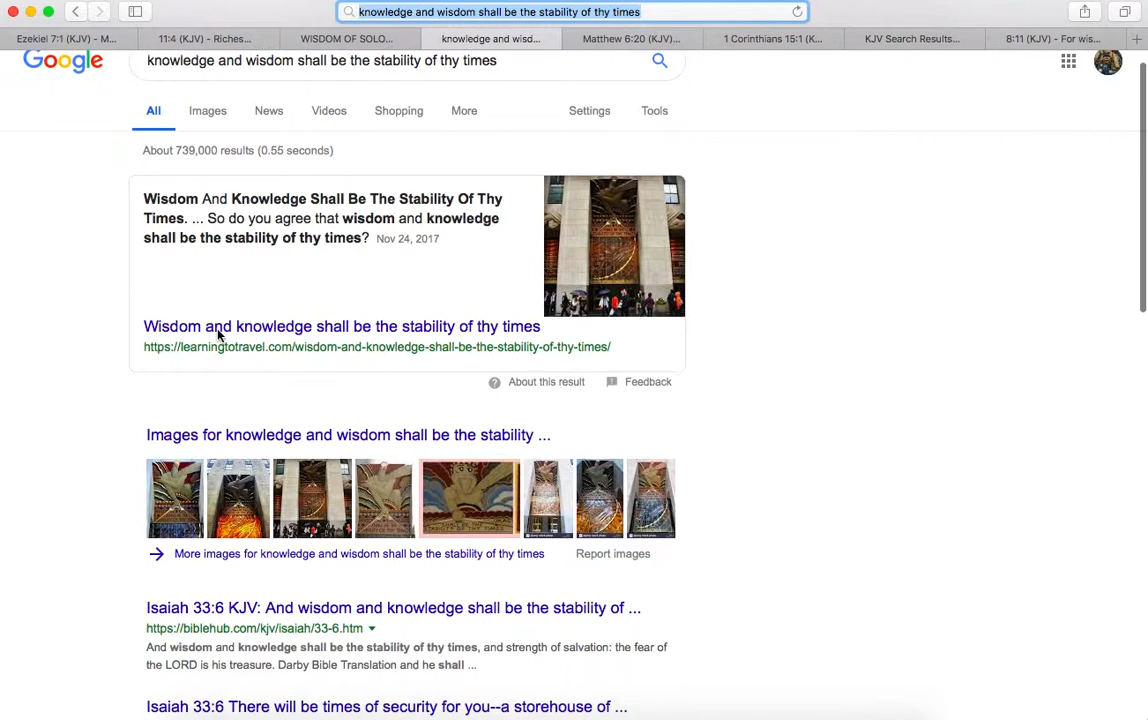 knowledge and wisdom shall be the stability of thy times
Ezekiel 7:1 (KJV) - M...
11:4 (KJV) - Riches...
WISDOM OF SOLO...
knowledge and wisd...
Matthew 6:20 (KJV)...
1 Corinthians 15:1 (K...
KJV Search Results...
8:11 (KJV) - For wis...
Google
knowledge and wisdom shall be the stability of thy times
All Images News Videos Shopping More Settings Tools
About 739,000 results (0.55 seconds)
Wisdom And Knowledge Shall Be The Stability Of Thy
Times. ... So do you agree that wisdom and knowledge
shall be the stability of thy times? Nov 24, 2017
Wisdom and knowledge shall be the stability of thy times
https://learningtotravel.com/wisdom-and-knowledge-shall-be-the-stability-of-thy-times/
About this result Feedback
Images for knowledge and wisdom shall be the stability ...
More images for knowledge and wisdom shall be the stability of thy times Report images
Isaiah 33:6 KJV: And wisdom and knowledge shall be the stability of ...
https://biblehub.com/kjv/isaiah/33-6.htm
And wisdom and knowledge shall be the stability of thy times, and strength of salvation: the fear of
the LORD is his treasure. Darby Bible Translation and he shall ...
Isaiah 33:6 There will be times of security for you--a storehouse of ...